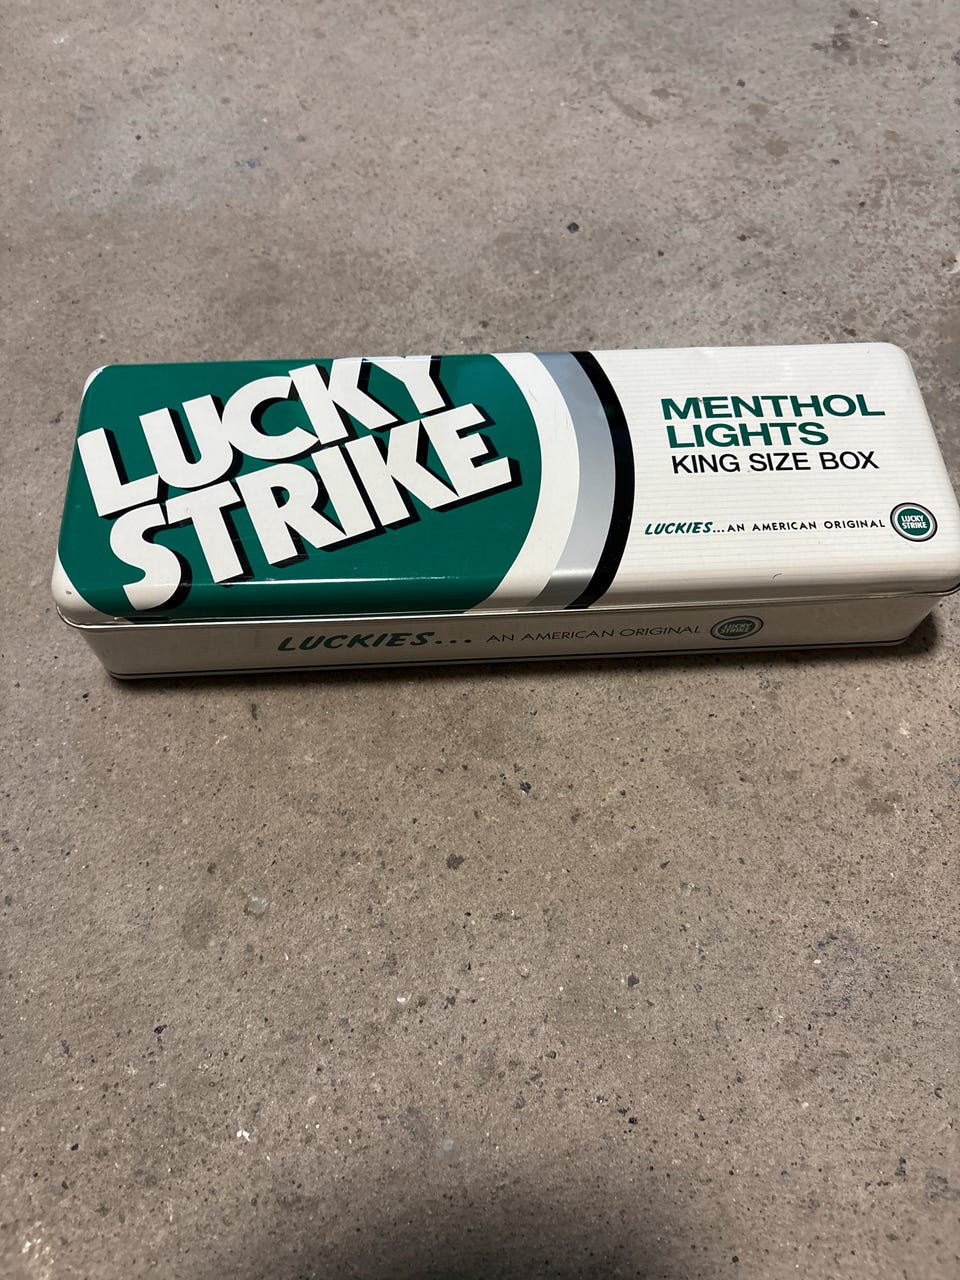 LUCKY
STRIKE
MENTHOL
LIGHTS
KING SIZE BOX
LUCKIES...AN AMERICAN ORIGINAL
LUCKY
STRIKE
LUCKIES... AN AMERICAN ORIGINAL
LUCKY
STRIKE